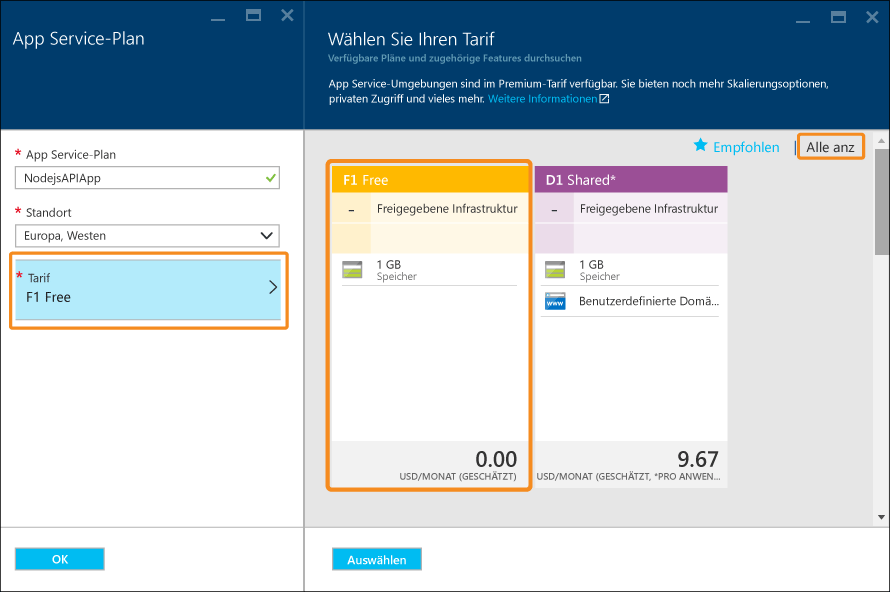 App Service-Plan
* App Service-Plan
NodejsAPIApp
* Standort
Europa, Westen
* Tarif
F1 Free
OK
Wählen Sie Ihren Tarif
Verfügbare Pläne und zugehörige Features durchsuchen
App Service-Umgebungen sind im Premium-Tarif verfügbar. Sie bieten noch mehr Skalierungsoptionen,
privaten Zugriff und vieles mehr. Weitere Informationen
Empfohlen | Alle anz
F1 Free
- Freigegebene Infrastruktur
1 GB
Speicher
0.00
USD/MONAT (GESCHÄTZT)
D1 Shared*
- Freigegebene Infrastruktur
1 GB
Speicher
www Benutzerdefinierte Domä...
9.67
USD/MONAT (GESCHÄTZT, *PRO ANWEN...
Auswählen